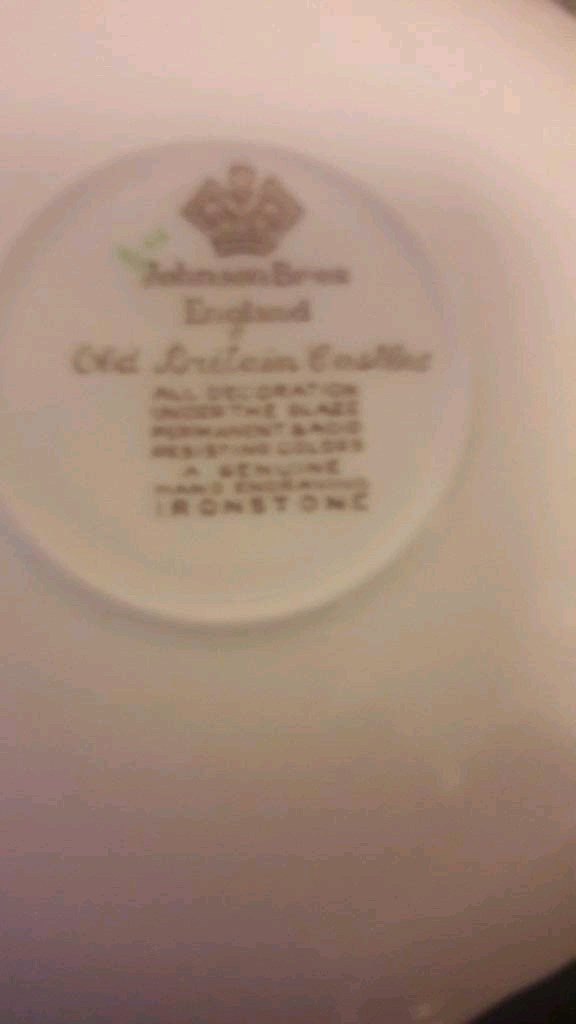 Johnson Bros
England
Old Britain Castles
ALL DECORATION
UNDER THE GLAZE
PERMANENT & ACID
RESISTING COLORS
A GENUINE
HAND ENGRAVING
IRONSTONE